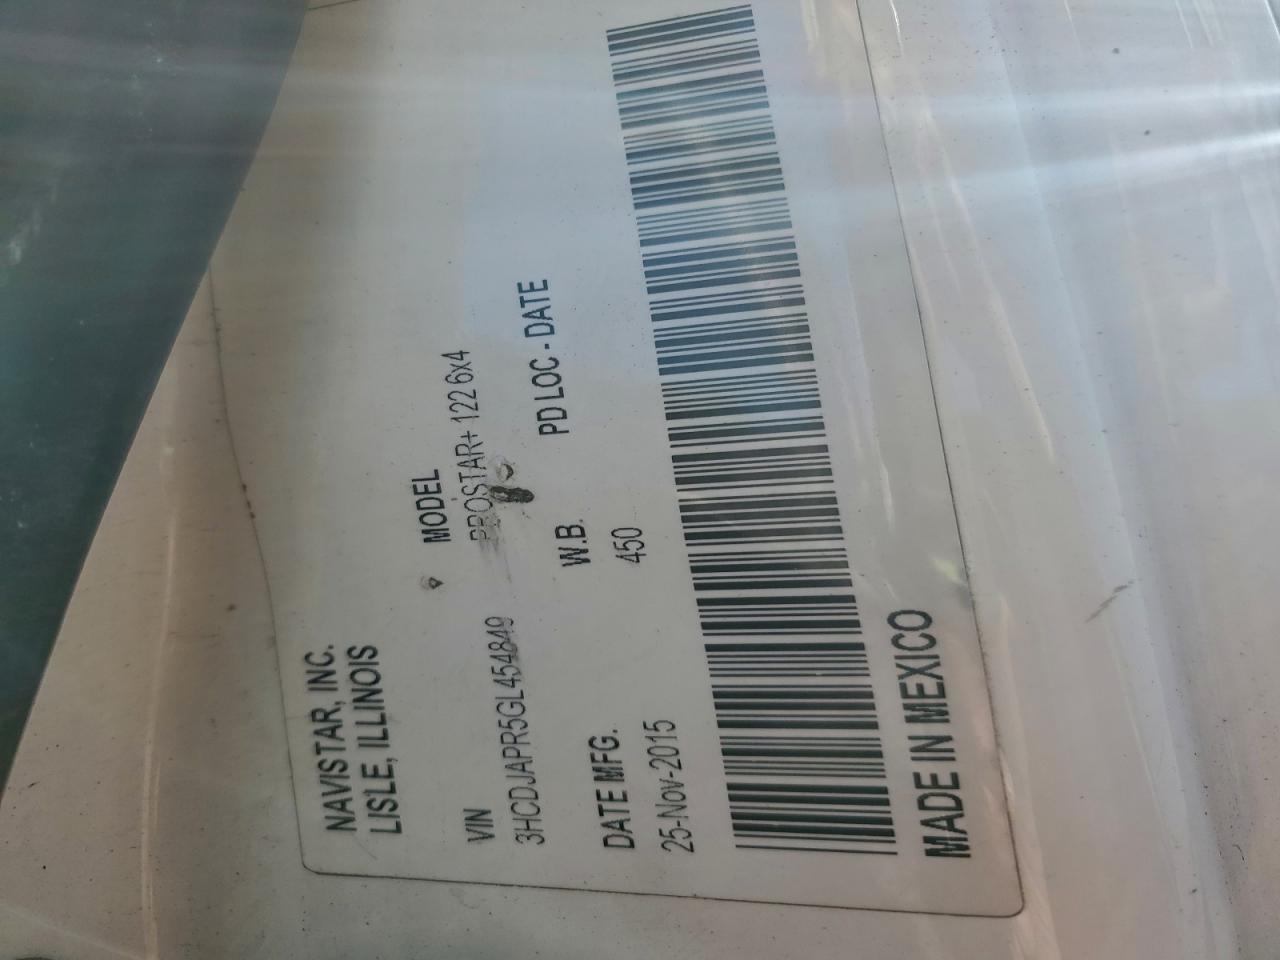 NAVISTAR, INC.
LISLE, ILLINOIS
VIN
3HCDJAPR5GL454849
MODEL
PROSTAR+ 122 6x4
DATE MFG.
25-Nov-2015
W.B.
450
PD LOC - DATE
MADE IN MEXICO